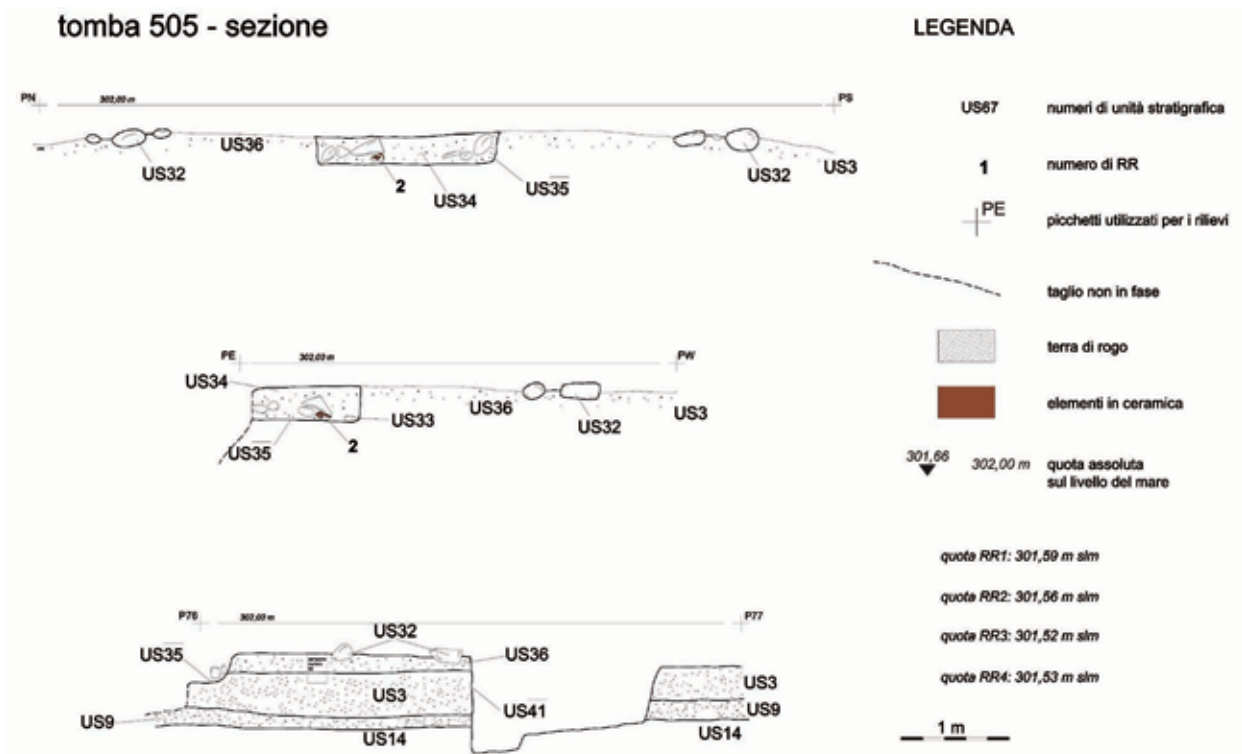 tomba 505 - sezione
LEGENDA
PN
302,00 m
PS
US36
US32
2
US34
US35
US32
US3
US67
numeri di unità stratigrafica
1
numero di RR
PE
picchetti utilizzati per i rilievi
taglio non in fase
terra di rogo
elementi in ceramica
301,66
302,00 m
quota assoluta
sul livello del mare
PE
302,00 m
PW
US34
US33
US36
US32
US3
US35
2
quota RR1: 301,59 m slm
quota RR2: 301,56 m slm
quota RR3: 301,52 m slm
quota RR4: 301,53 m slm
1 m
P76
302,00 m
P77
US32
US35
US36
US3
US3
US41
US9
US9
US14
US14